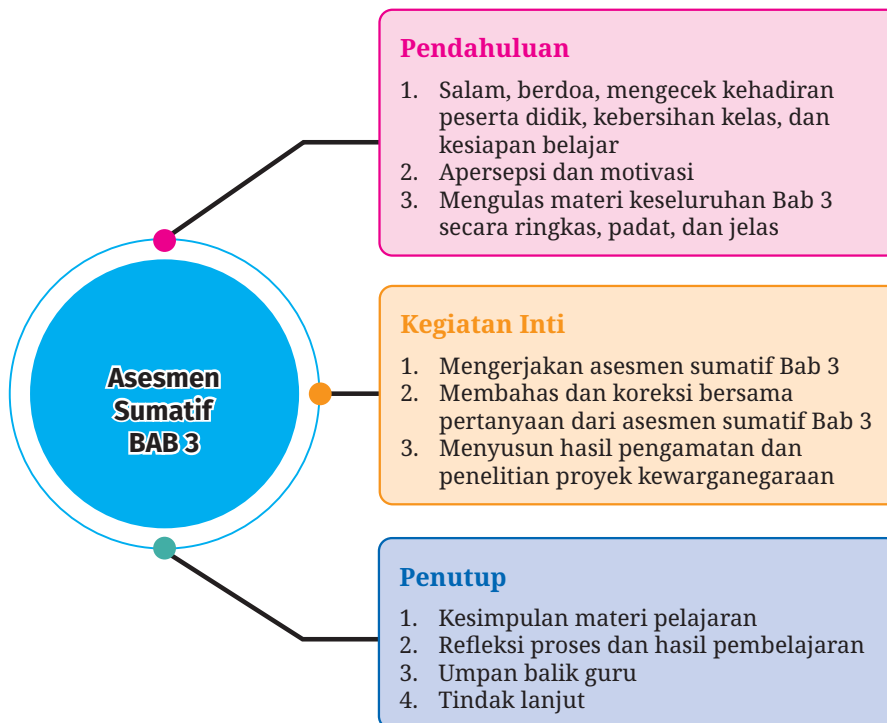 Asesmen
Sumatif
BAB 3
Pendahuluan
1. Salam, berdoa, mengecek kehadiran
peserta didik, kebersihan kelas, dan
kesiapan belajar
2. Apersepsi dan motivasi
3. Mengulas materi keseluruhan Bab 3
secara ringkas, padat, dan jelas
Kegiatan Inti
1. Mengerjakan asesmen sumatif Bab 3
2. Membahas dan koreksi bersama
pertanyaan dari asesmen sumatif Bab 3
3. Menyusun hasil pengamatan dan
penelitian proyek kewarganegaraan
Penutup
1. Kesimpulan materi pelajaran
2. Refleksi proses dan hasil pembelajaran
3. Umpan balik guru
4. Tindak lanjut